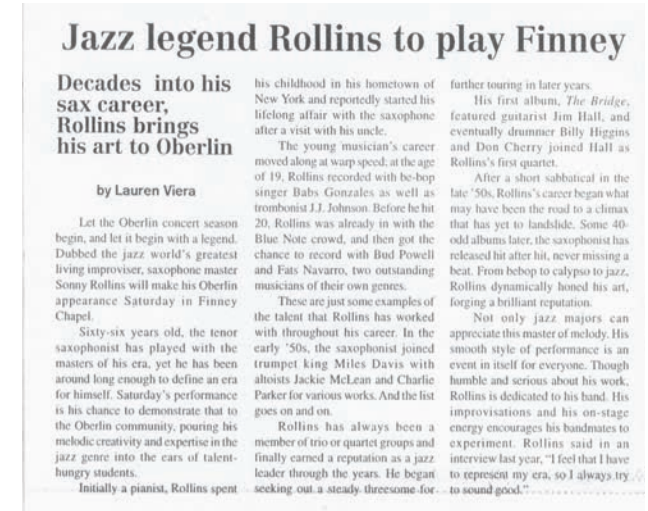 Jazz legend Rollins to play Finney
Decades into his
sax career,
Rollins brings
his art to Oberlin
by Lauren Viera
Let the Oberlin concert season
begin, and let it begin with a legend.
Dubbed the jazz world's greatest
living improviser, saxophone master
Sonny Rollins will make his Oberlin
appearance Saturday in Finney
Chapel.
Sixty-six years old, the tenor
saxophonist has played with the
masters of his era, yet he has been
around long enough to define an era
for himself. Saturday's performance
is his chance to demonstrate that to
the Oberlin community, pouring his
melodic creativity and expertise in the
jazz genre into the ears of talent-
hungry students.
Initially a pianist, Rollins spent
his childhood in his hometown of
New York and reportedly started his
lifelong affair with the saxophone
after a visit with his uncle.
The young musician's career
moved along at warp speed; at the age
of 19, Rollins recorded with be-bop
singer Babs Gonzales as well as
trombonist J.J. Johnson. Before he hit
20, Rollins was already in with the
Blue Note crowd, and then got the
chance to record with Bud Powell
and Fats Navarro, two outstanding
musicians of their own genres.
These are just some examples of
the talent that Rollins has worked
with throughout his career. In the
early '50s, the saxophonist joined
trumpet king Miles Davis with
altoists Jackie McLean and Charlie
Parker for various works. And the list
goes on and on.
Rollins has always been a
member of trio or quartet groups and
finally earned a reputation as a jazz
leader through the years. He began
seeking out a steady threesome for
further touring in later years.
His first album, The Bridge,
featured guitarist Jim Hall, and
eventually drummer Billy Higgins
and Don Cherry joined Hall as
Rollins's first quartet.
After a short sabbatical in the
late '50s, Rollins's career began what
may have been the road to a climax
that has yet to landslide. Some 40-
odd albums later, the saxophonist has
released hit after hit, never missing a
beat. From bebop to calypso to jazz,
Rollins dynamically honed his art,
forging a brilliant reputation.
Not only jazz majors can
appreciate this master of melody. His
smooth style of performance is an
event in itself for everyone. Though
humble and serious about his work,
Rollins is dedicated to his band. His
improvisations and his on-stage
energy encourages his bandmates to
experiment. Rollins said in an
interview last year, "I feel that I have
to represent my era, so I always try
to sound good."